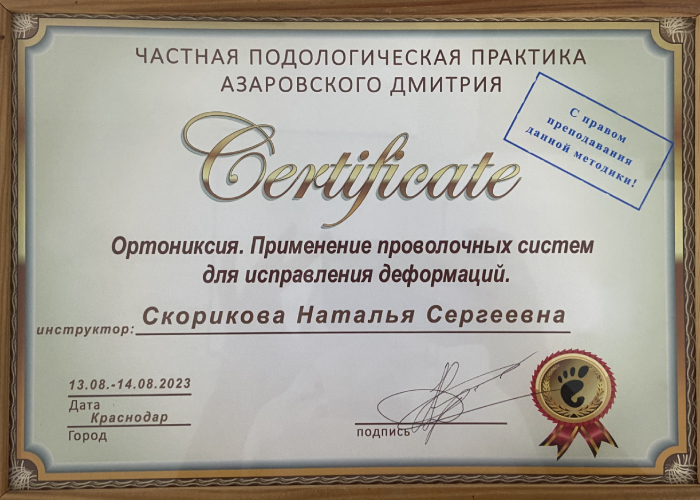 ЧАСТНАЯ ПОДОЛОГИЧЕСКАЯ ПРАКТИКА
АЗАРОВСКОГО ДМИТРИЯ
С правом
преподавания
данной методики!
Certificate
Ортониксия. Применение проволочных систем
для исправления деформаций.
инструктор: Скорикова Наталья Сергеевна
13.08.-14.08.2023
Дата
Краснодар
Город
подпись